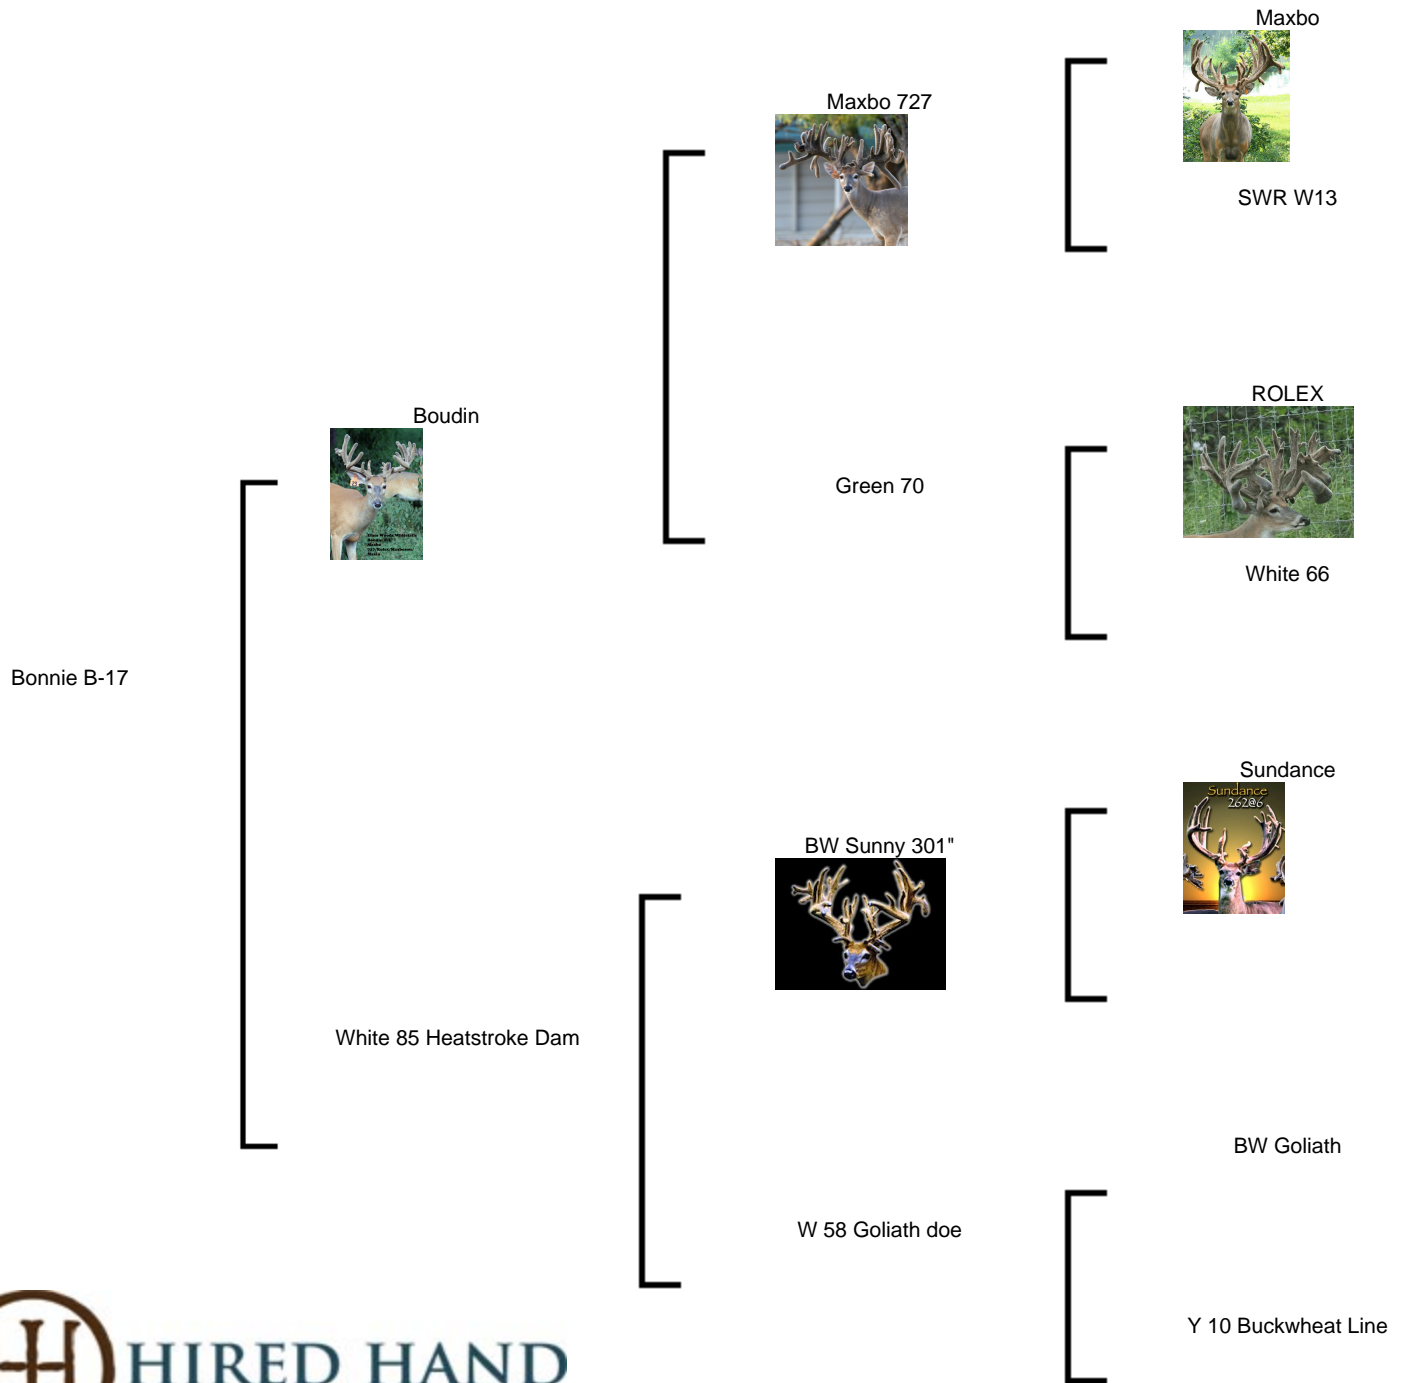 Maxbo
Maxbo 727
SWR W13
ROLEX
Boudin
Green 70
White 66
Bonnie B-17
Sundance
Sundance
262@6
BW Sunny 301"
White 85 Heatstroke Dam
BW Goliath
W 58 Goliath doe
Y 10 Buckwheat Line
H HIRED HAND